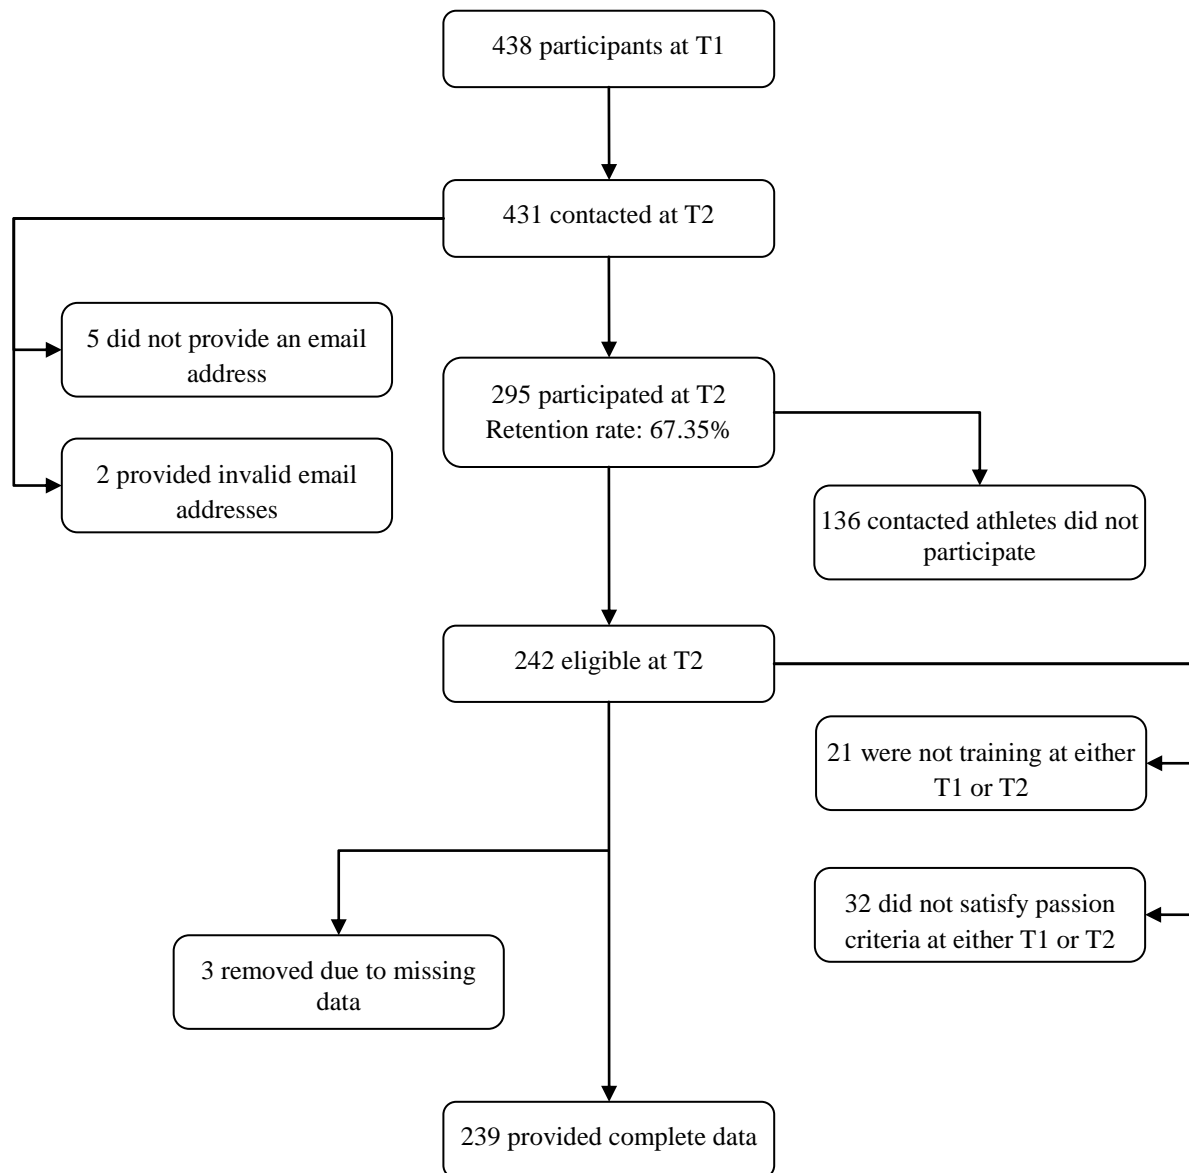 438 participants at T1
431 contacted at T2
5 did not provide an email
address
2 provided invalid email
addresses
295 participated at T2
Retention rate: 67.35%
136 contacted athletes did not
participate
242 eligible at T2
21 were not training at either
T1 or T2
32 did not satisfy passion
criteria at either T1 or T2
3 removed due to missing
data
239 provided complete data